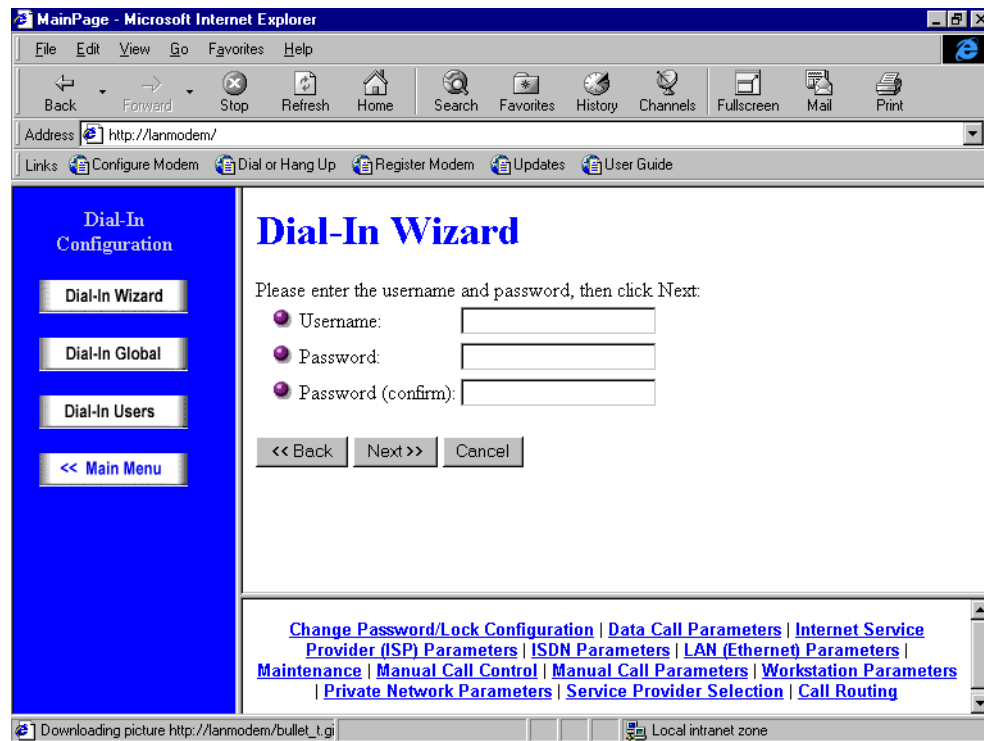 MainPage - Microsoft Internet Explorer
File Edit View Go Favorites Help
Back Forward Stop Refresh Home Search Favorites History Channels Fullscreen Mail Print
Address http://lanmodem/
Links Configure Modem Dial or Hang Up Register Modem Updates User Guide
Dial-In
Configuration
Dial-In Wizard
Dial-In Global
Dial-In Users
<< Main Menu
Dial-In Wizard
Please enter the username and password, then click Next:
Username:
Password:
Password (confirm):
<< Back Next >> Cancel
Change Password/Lock Configuration | Data Call Parameters | Internet Service
Provider (ISP) Parameters | ISDN Parameters | LAN (Ethernet) Parameters |
Maintenance | Manual Call Control | Manual Call Parameters | Workstation Parameters
| Private Network Parameters | Service Provider Selection | Call Routing
Downloading picture http://lanmodem/bullet_t.gi Local intranet zone